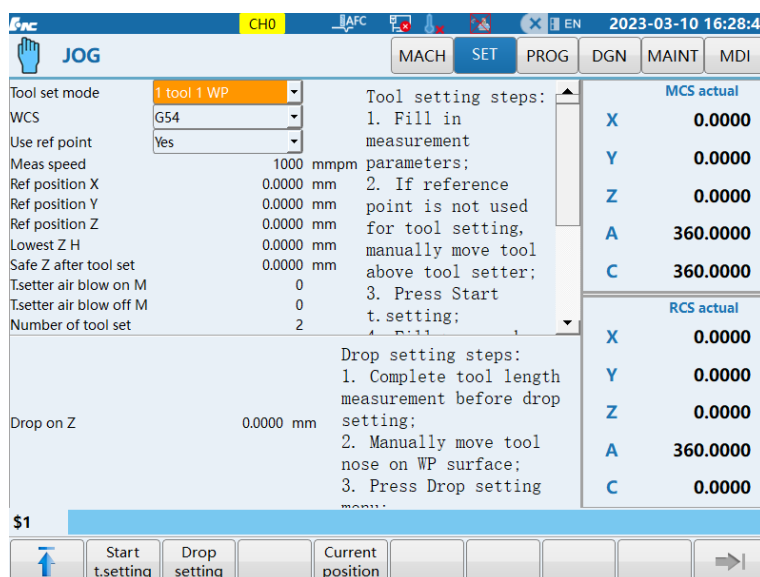 CNC CH0 AFC EN 2023-03-10 16:28:4
JOG MACH SET PROG DGN MAINT MDI
Tool set mode 1 tool 1 WP
WCS G54
Use ref point Yes
Meas speed 1000 mmpm
Ref position X 0.0000 mm
Ref position Y 0.0000 mm
Ref position Z 0.0000 mm
Lowest Z H 0.0000 mm
Safe Z after tool set 0.0000 mm
T.setter air blow on M 0
T.setter air blow off M 0
Number of tool set 2
Tool setting steps:
1. Fill in
measurement
parameters;
2. If reference
point is not used
for tool setting,
manually move tool
above tool setter;
3. Press Start
t.setting;
MCS actual
X 0.0000
Y 0.0000
Z 0.0000
A 360.0000
C 360.0000
Drop on Z 0.0000 mm
Drop setting steps:
1. Complete tool length
measurement before drop
setting;
2. Manually move tool
nose on WP surface;
3. Press Drop setting
RCS actual
X 0.0000
Y 0.0000
Z 0.0000
A 360.0000
C 0.0000
$1
Start
t.setting
Drop
setting
Current
position